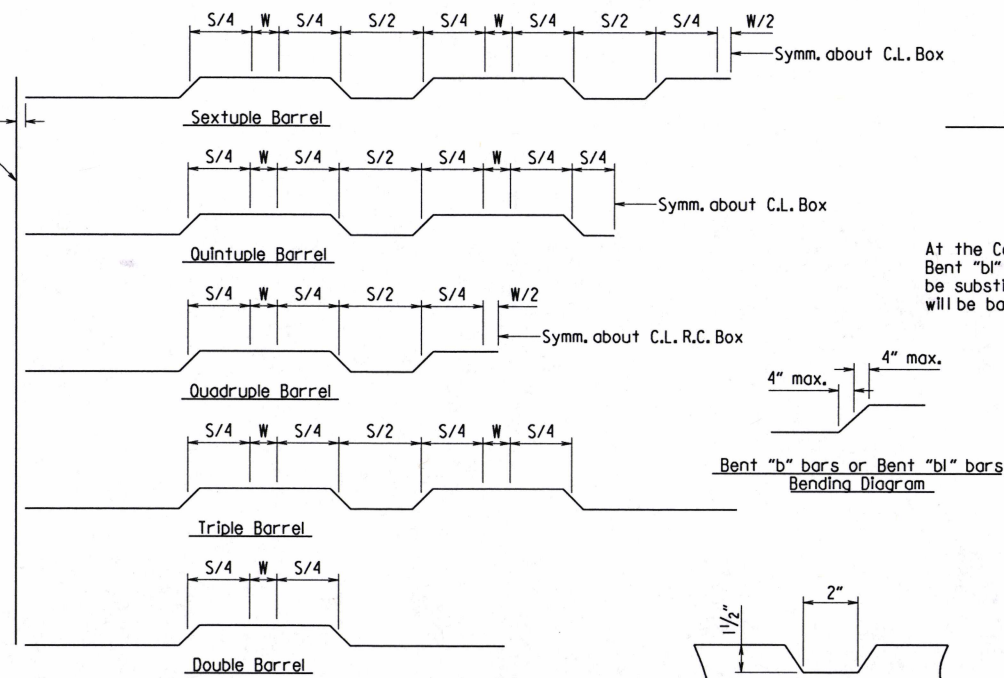 S/4 W S/4 S/2 S/4 W S/4 S/2 S/4 W/2
Symm. about C.L. Box
Sextuple Barrel
S/4 W S/4 S/2 S/4 W S/4 S/4
Symm. about C.L. Box
Quintuple Barrel
S/4 W S/4 S/2 S/4 W/2
Symm. about C.L. R.C. Box
Quadruple Barrel
S/4 W S/4 S/2 S/4 W S/4
Triple Barrel
S/4 W S/4
Double Barrel
At the
Bent "bl"
be
will be
4" max.
4" max.
Bent "b" bars or Bent "bl" bars
Bending Diagram
2"
1½"